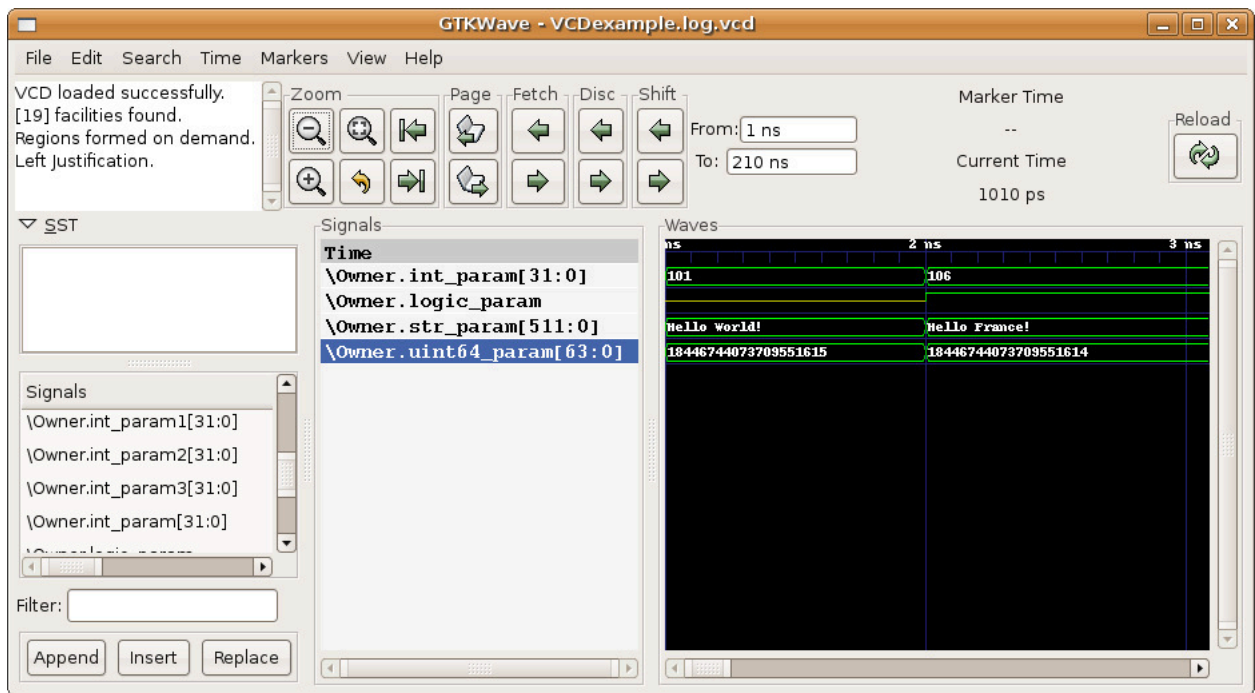 GTKWave - VCDexample.log.vcd
File Edit Search Time Markers View Help
VCD loaded successfully.
[19] facilities found.
Regions formed on demand.
Left Justification.
Zoom
Page
Fetch
Disc
Shift
From: 1 ns
To: 210 ns
Marker Time
--
Current Time
1010 ps
Reload
SST
Signals
\Owner.int_param1[31:0]
\Owner.int_param2[31:0]
\Owner.int_param3[31:0]
\Owner.int_param[31:0]
Filter:
Append Insert Replace
Signals
Time
\Owner.int_param[31:0]
\Owner.logic_param
\Owner.str_param[511:0]
\Owner.uint64_param[63:0]
Waves
ns 2 ns 3 ns
101 106
Hello World! Hello France!
18446744073709551615 18446744073709551614